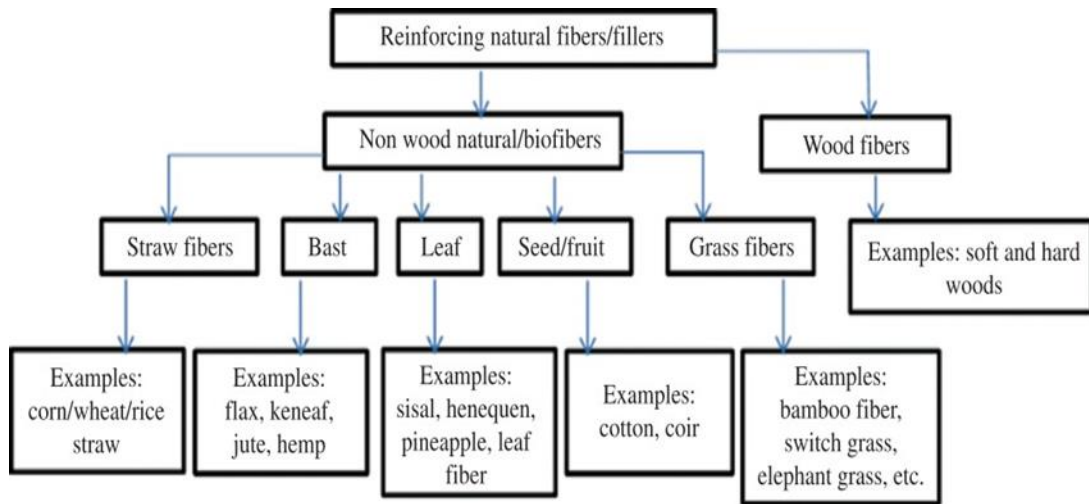 Reinforcing natural fibers/fillers
Non wood natural/biofibers
Wood fibers
Straw fibers
Bast
Leaf
Seed/fruit
Grass fibers
Examples: soft and hard
woods
Examples:
corn/wheat/rice
straw
Examples:
flax, keneaf,
jute, hemp
Examples:
sisal, henequen,
pineapple, leaf
fiber
Examples:
cotton, coir
Examples:
bamboo fiber,
switch grass,
elephant grass, etc.